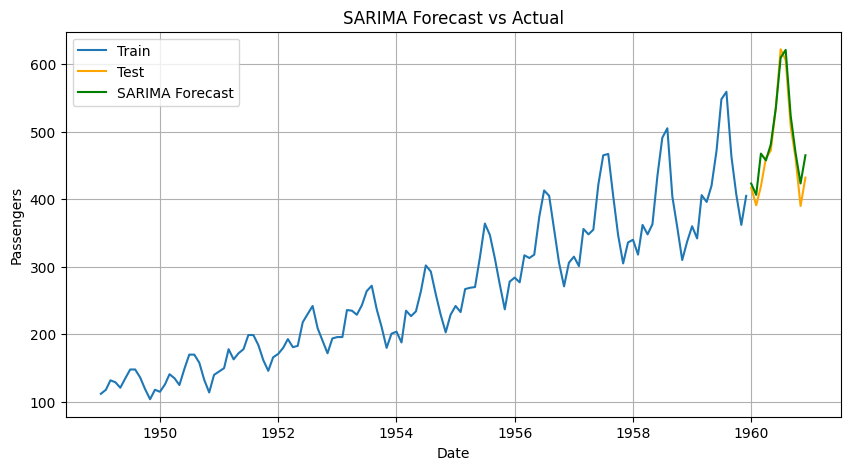 SARIMA Forecast vs Actual
Train
Test
SARIMA Forecast
Passengers
600
500
400
300
200
100
1950
1952
1954
1956
1958
1960
Date